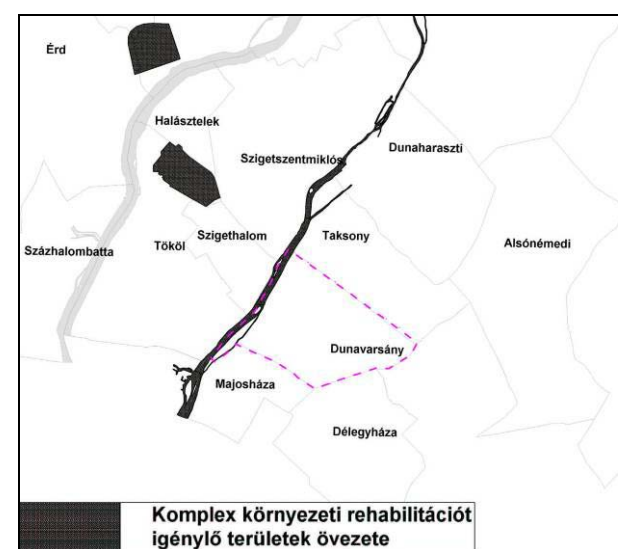 Érd
Halásztelek
Szigetszentmiklós
Dunaharaszti
Szigethalom
Taksony
Alsónémedi
Százhalombatta
Tököl
Dunavarsány
Majosháza
Délegyháza
Komplex környezeti rehabilitációt
igénylő területek övezete